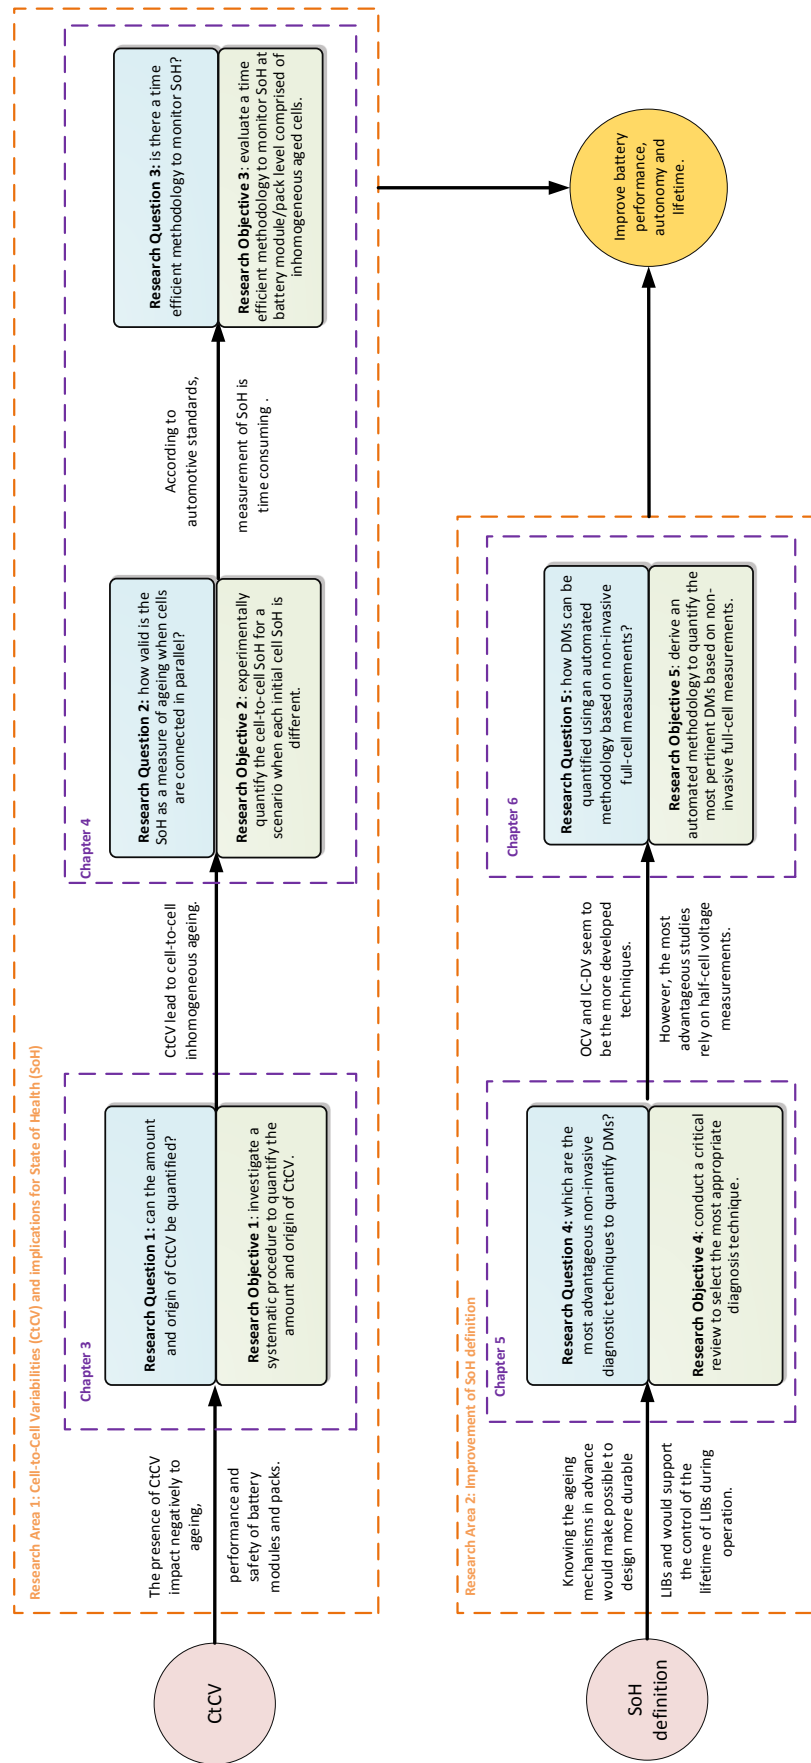 Research Area 1: Cell-to-Cell Variabilities (CtCV) and implications for State of Health (SoH)
CtCV
The presence of CtCV
impact negatively to
ageing,
performance and
safety of battery
modules and packs.
Chapter 3
Research Question 1: can the amount
and origin of CtCV be quantified?
Research Objective 1: investigate a
systematic procedure to quantify the
amount and origin of CtCV.
CtCV lead to cell-to-cell
inhomogeneous ageing.
Chapter 4
Research Question 2: how valid is the
SoH as a measure of ageing when cells
are connected in parallel?
Research Objective 2: experimentally
quantify the cell-to-cell SoH for a
scenario when each initial cell SoH is
different.
According to
automotive standards,
measurement of SoH is
time consuming .
Research Question 3: is there a time
efficient methodology to monitor SoH?
Research Objective 3: evaluate a time
efficient methodology to monitor SoH at
battery module/pack level comprised of
inhomogeneous aged cells.
Research Area 2: Improvement of SoH definition
SoH
definition
Knowing the ageing
mechanisms in advance
would make possible to
design more durable
LIBs and would support
the control of the
lifetime of LIBs during
operation.
Chapter 5
Research Question 4: which are the
most advantageous non-invasive
diagnostic techniques to quantify DMs?
Research Objective 4: conduct a critical
review to select the most appropriate
diagnosis technique.
OCV and IC-DV seem to
be the more developed
techniques.
However, the most
advantageous studies
rely on half-cell voltage
measurements.
Chapter 6
Research Question 5: how DMs can be
quantified using an automated
methodology based on non-invasive
full-cell measurements?
Research Objective 5: derive an
automated methodology to quantify the
most pertinent DMs based on non-
invasive full-cell measurements.
Improve battery
performance,
autonomy and
lifetime.